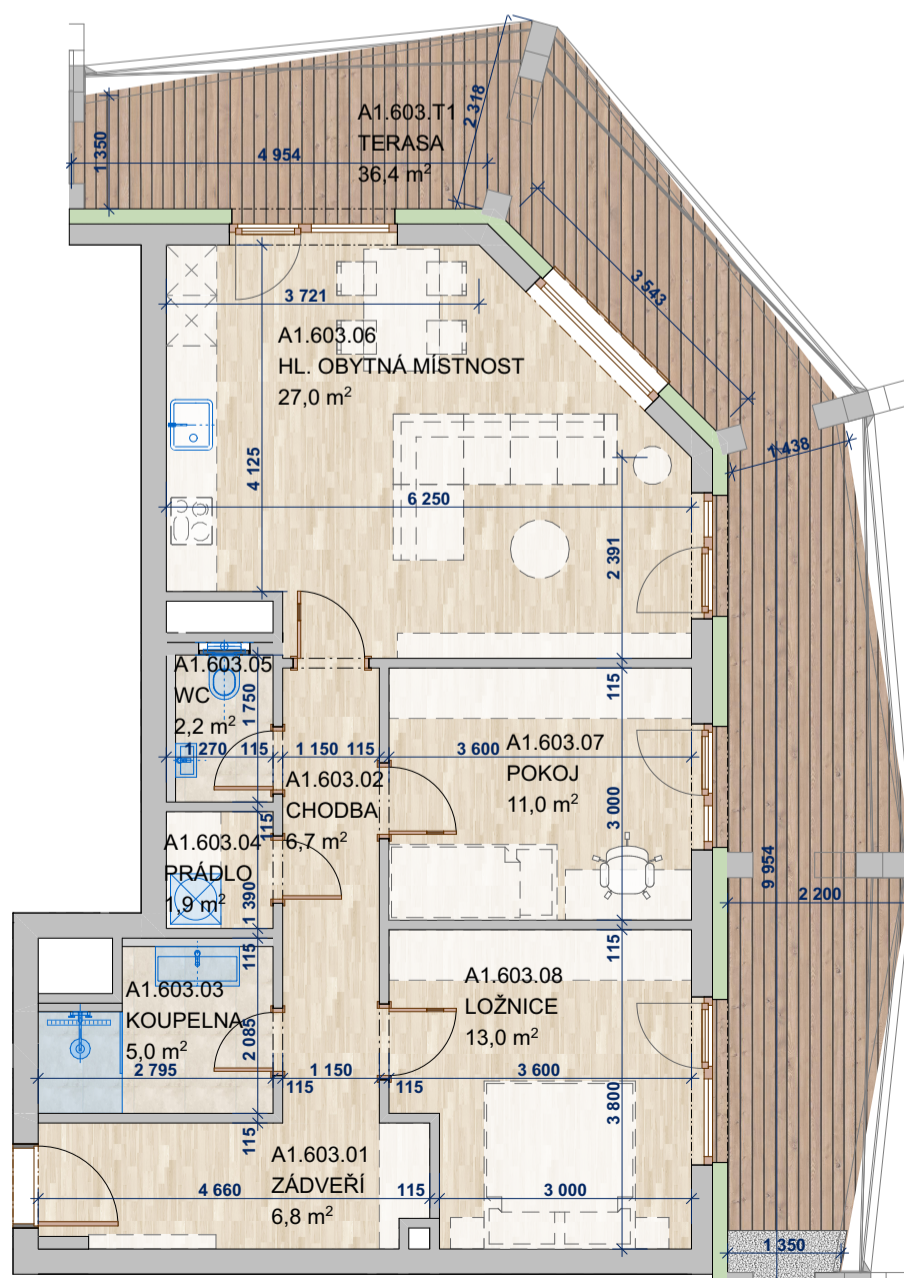 A1.603.T1
TERASA
36,4 m²
2 318
1 350
4 954
3 543
3 721
A1.603.06
HL. OBYTNÁ MÍSTNOST
27,0 m²
4 125
6 250
2 391
1 438
A1.603.05
WC
2,2 m²
1 750
1 270
115
1 150
115
3 600
115
A1.603.02
CHODBA
6,7 m²
A1.603.07
POKOJ
11,0 m²
3 000
A1.603.04
PRÁDLO
1,9 m²
115
1 390
9 954
2 200
115
115
A1.603.03
KOUPELNA
5,0 m²
2 085
2 795
115
1 150
115
A1.603.08
LOŽNICE
13,0 m²
3 600
3 800
115
A1.603.01
ZÁDVEŘÍ
6,8 m²
4 660
115
3 000
1 350